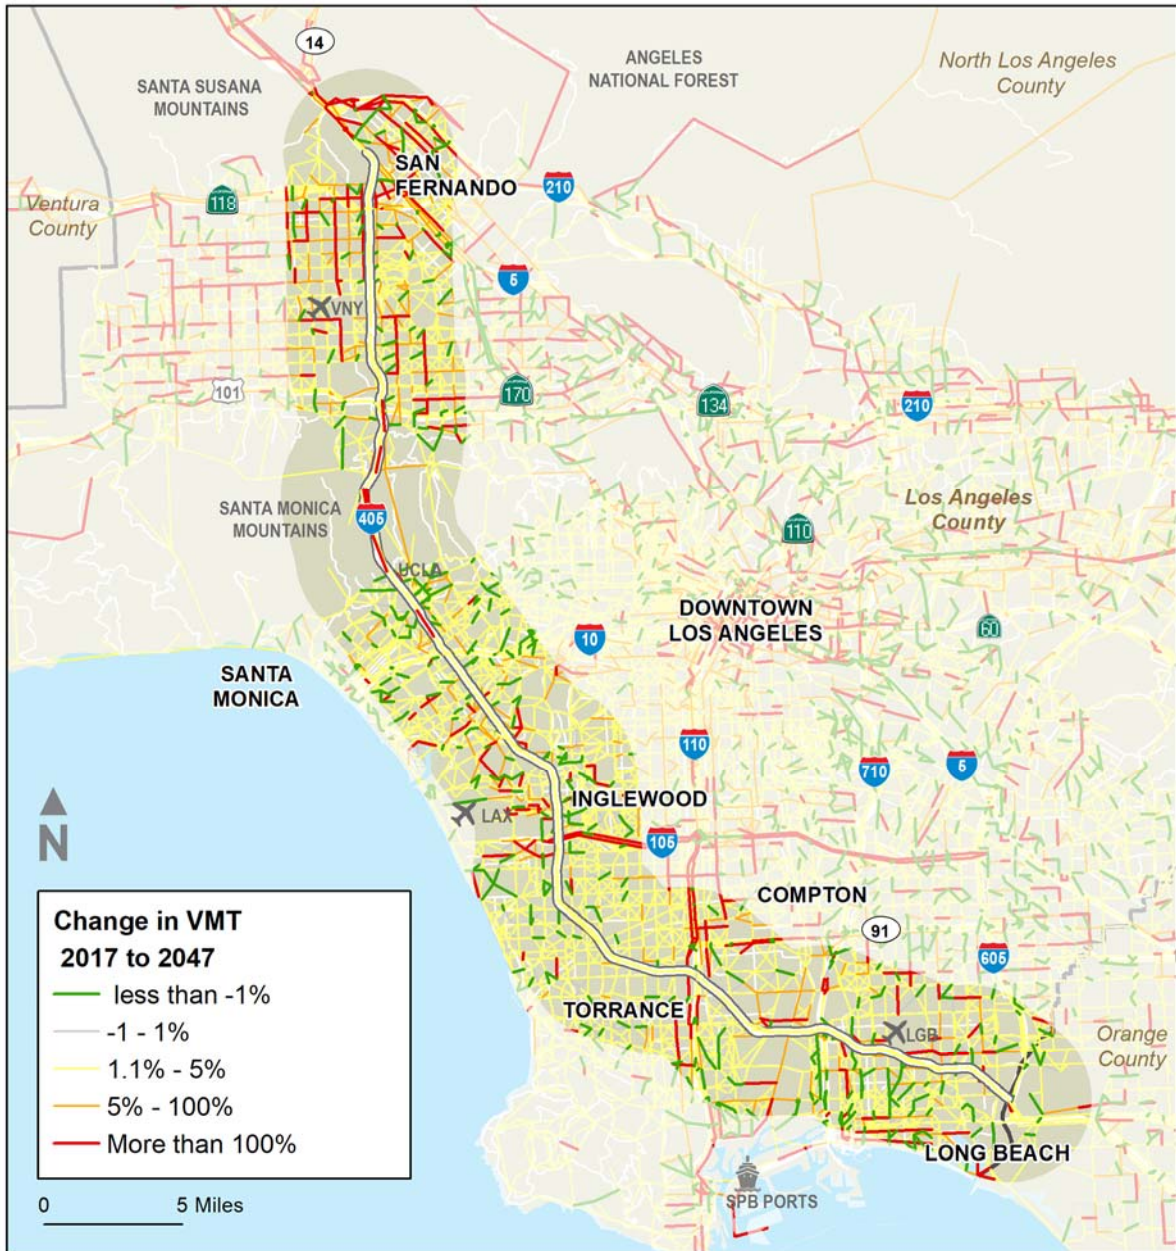 14
SANTA SUSANA
MOUNTAINS
ANGELES
NATIONAL FOREST
North Los Angeles
County
SAN
FERNANDO
210
118
Ventura
County
5
VNY
101
170
134
210
SANTA MONICA
MOUNTAINS
405
Los Angeles
County
110
UCLA
DOWNTOWN
LOS ANGELES
10
60
SANTA
MONICA
110
710
5
INGLEWOOD
LAX
105
N
COMPTON
91
605
TORRANCE
LGB
Orange
County
LONG BEACH
SPB PORTS
Change in VMT
2017 to 2047
less than -1%
-1 - 1%
1.1% - 5%
5% - 100%
More than 100%
0 5 Miles